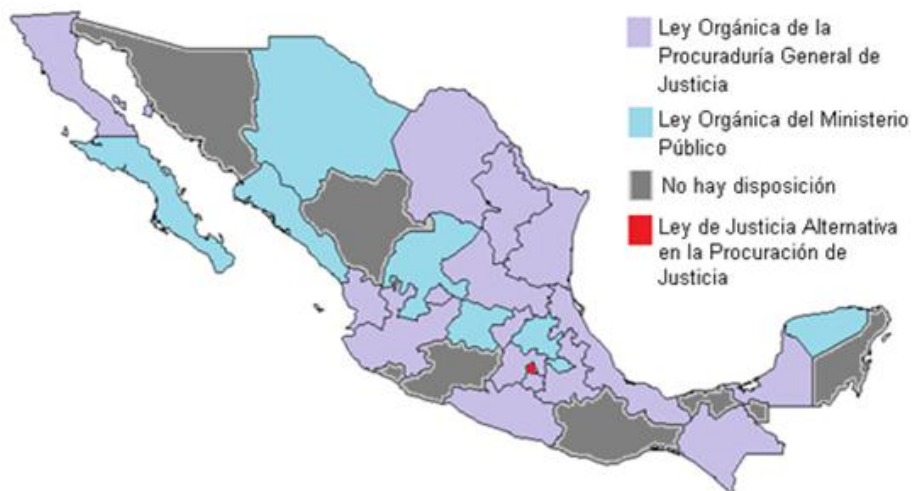 Ley Orgánica de la
Procuraduría General de
Justicia
Ley Orgánica del Ministerio
Público
No hay disposición
Ley de Justicia Alternativa
en la Procuración de
Justicia